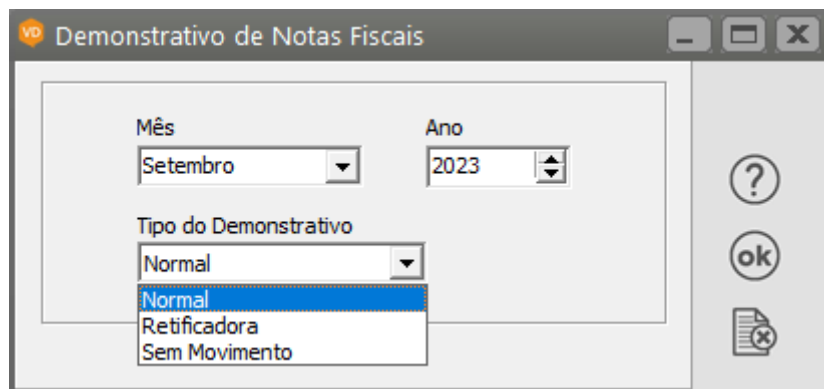 VD Demonstrativo de Notas Fiscais
Mês Ano
Setembro 2023
?
Tipo do Demonstrativo
Normal
ok
Normal
Retificadora
Sem Movimento